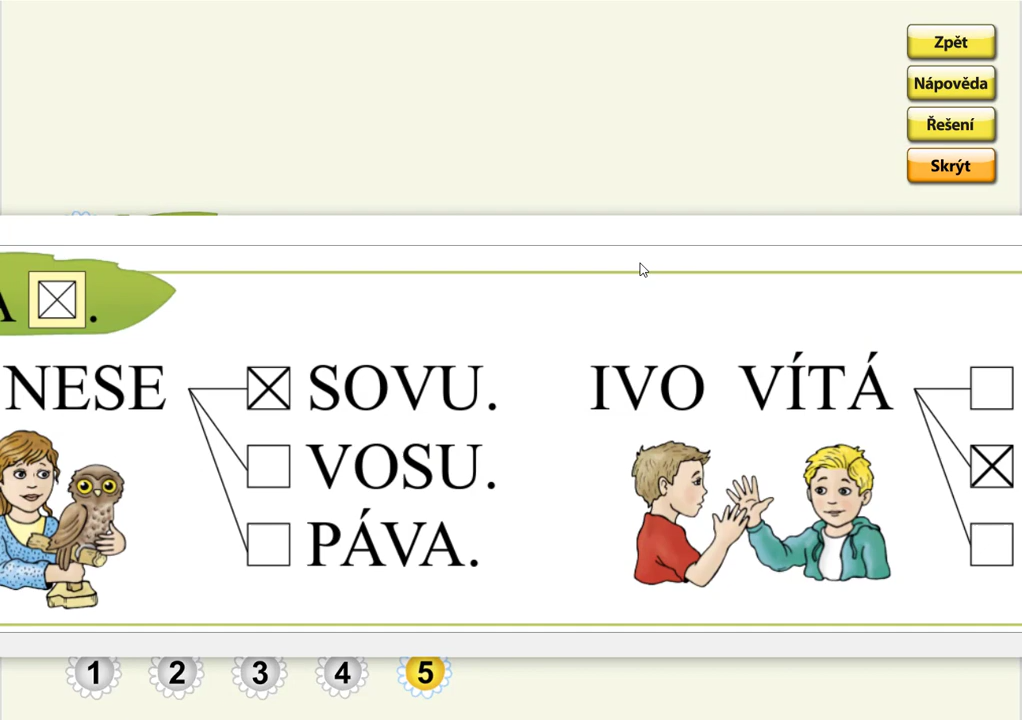 Zpět
Nápověda
Řešení
Skrýt
NESE SOVU.
VOSU.
PÁVA.
IVO VÍTÁ
1 2 3 4 5